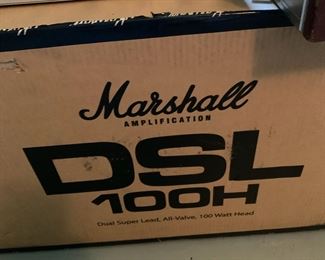 Marshall
AMPLIFICATION
DSL
100H
Dual Super Lead, All-Valve, 100 Watt Head